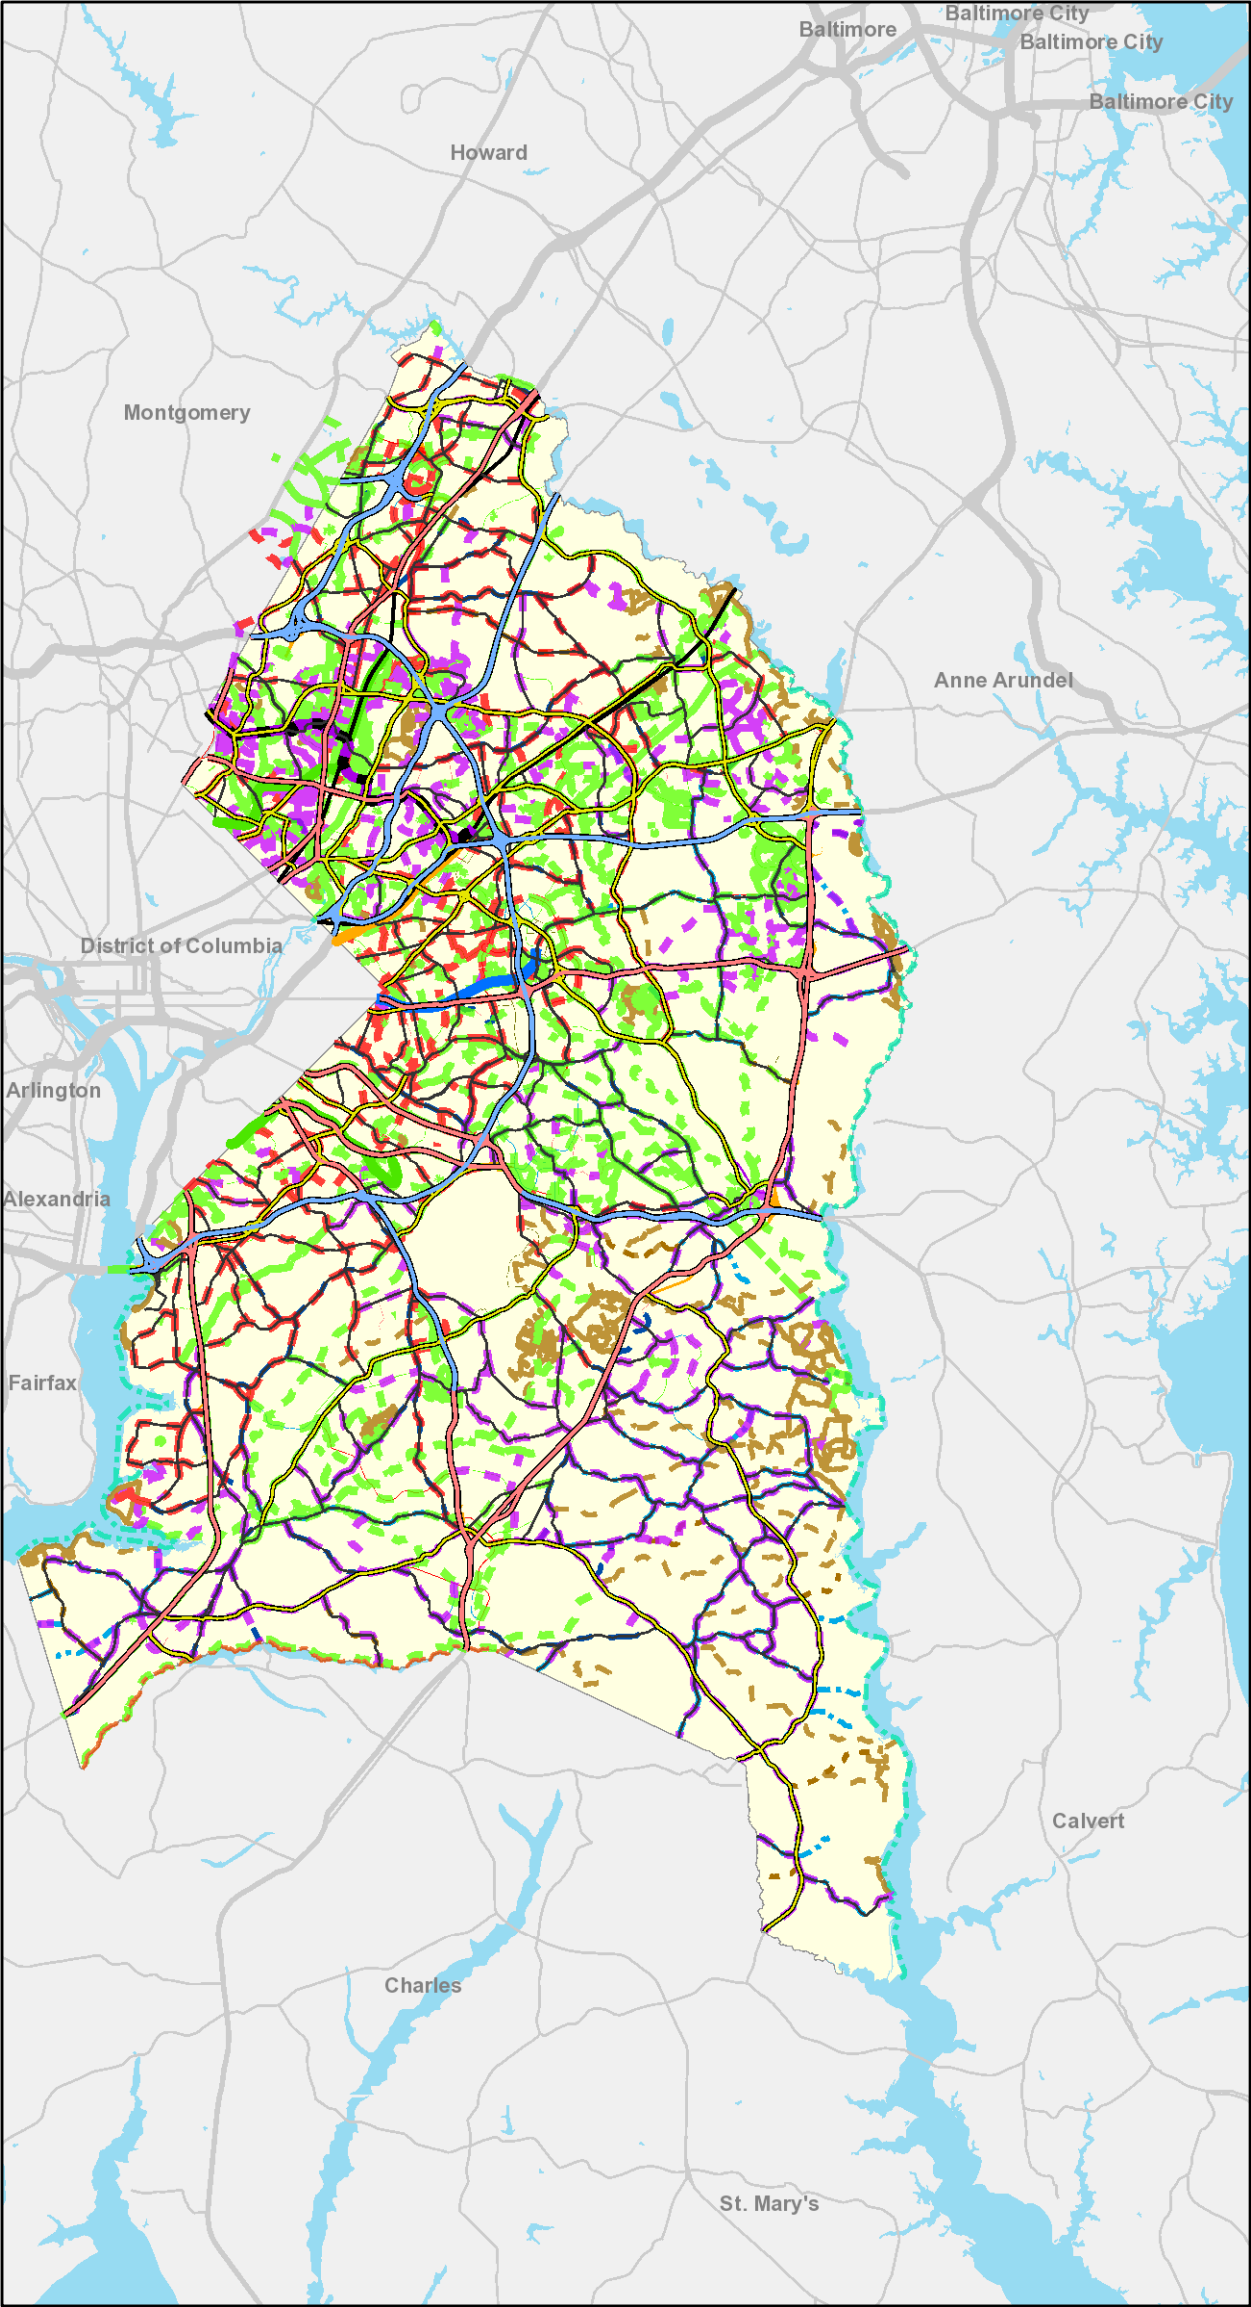 Baltimore City
Baltimore
Baltimore City
Baltimore City
Howard
Montgomery
Anne Arundel
District of Columbia
Arlington
Alexandria
Fairfax
Calvert
Charles
St. Mary's